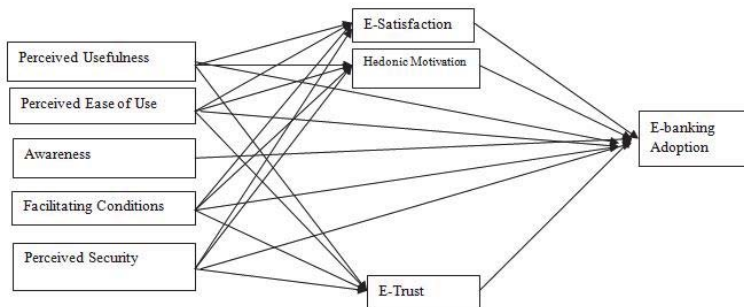 E-Satisfaction
Hedonic Motivation
Perceived Usefulness
Perceived Ease of Use
Awareness
Facilitating Conditions
Perceived Security
E-Trust
E-banking
Adoption